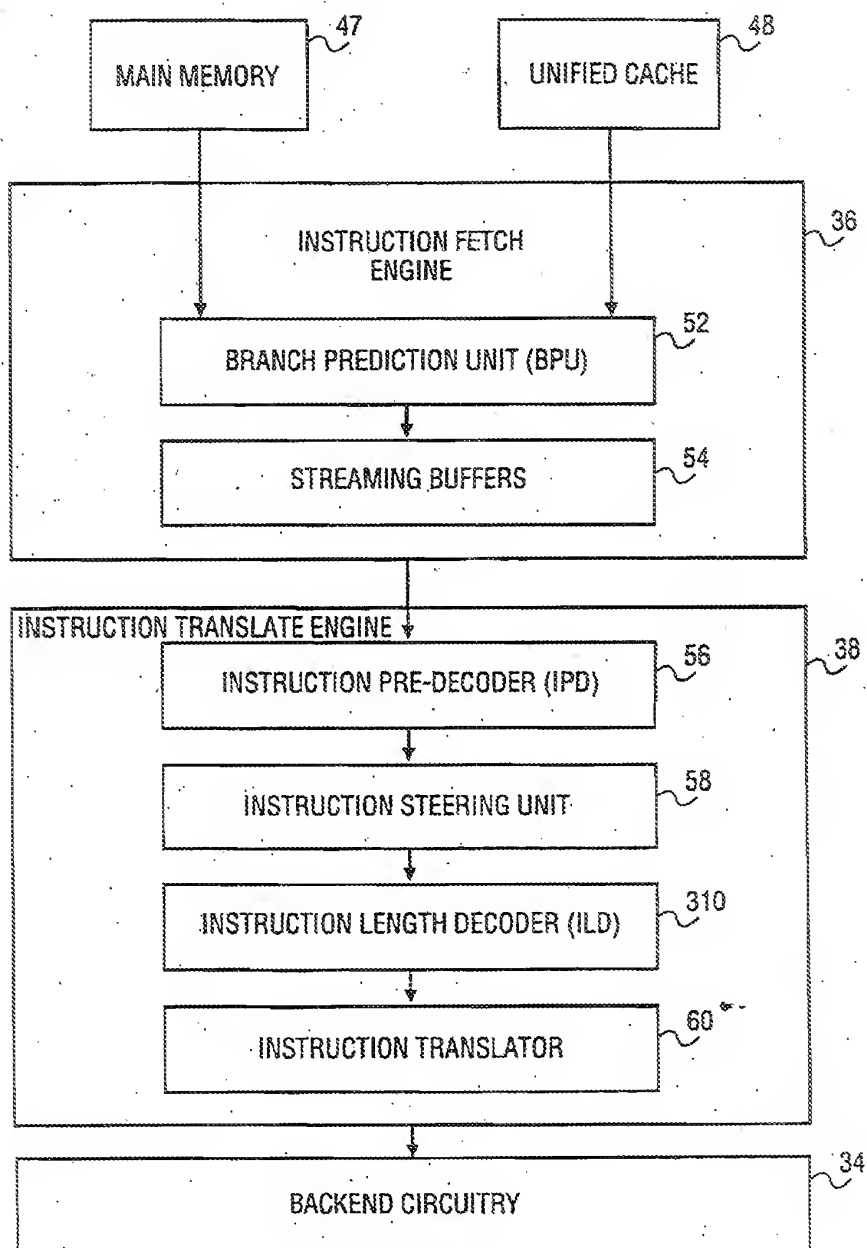 47
48
MAIN MEMORY
UNIFIED CACHE
36
INSTRUCTION FETCH
ENGINE
52
BRANCH PREDICTION UNIT (BPU)
54
STREAMING BUFFERS
INSTRUCTION TRANSLATE ENGINE
38
56
INSTRUCTION PRE-DECODER (IPD)
58
INSTRUCTION STEERING UNIT
310
INSTRUCTION LENGTH DECODER (ILD)
60
INSTRUCTION TRANSLATOR
34
BACKEND CIRCUITRY